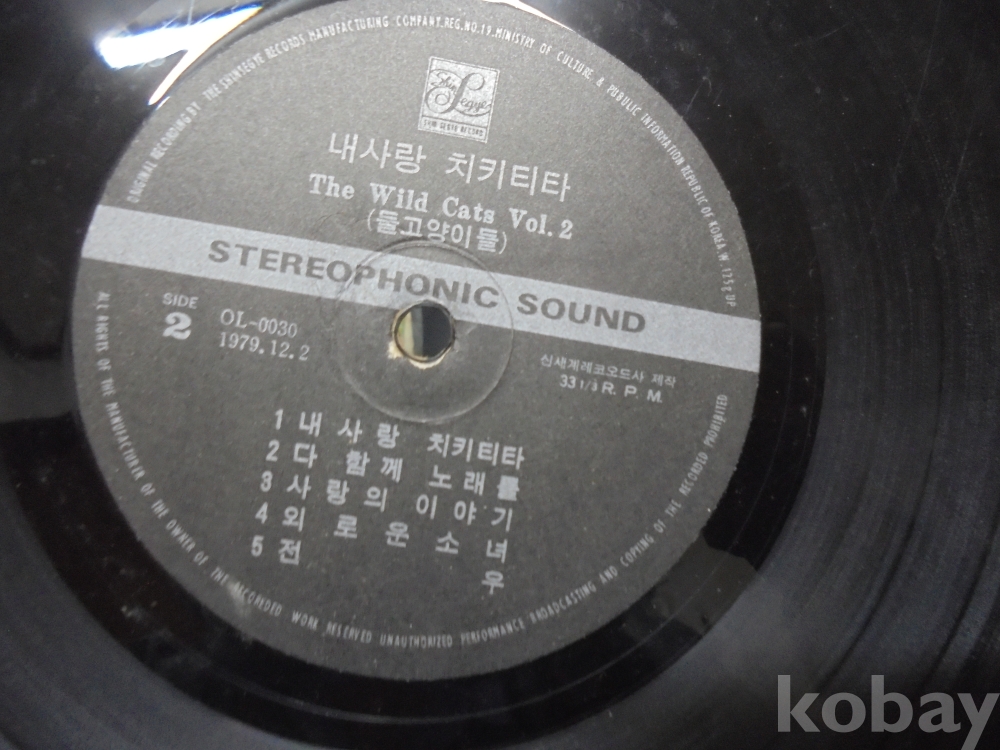 ORIGINAL RECORDING BY THE SHINSEGYE RECORDS MANUFACTURING COMPANY.REG.NO.19.MINISTRY OF CULTURE & PUBLIC INFORMATION REPUBLIC OF KOREA.W.
SHIN SEGYE RECORD
내사랑 치키티타
The Wild Cats Vol.2
(들고양이들)
STEREOPHONIC SOUND
SIDE
2
OL-0030
1979.12.2
신세계레코오드사 제작
33 1/3 R. P. M.
1 내 사 랑 치키티타
2 다 함께 노래를
3 사랑의 이야기
4 외 로 운 소 녀
5 전 우
ALL RIGHTS OF THE MANUFACTURER OF THE OWNER OF THE RECOREDED WORK RESERVED UNAUTHORIZED PERFORMANCE BROADCASTING AND COPYING OF THE RECORDED PROHIBITED
kobay